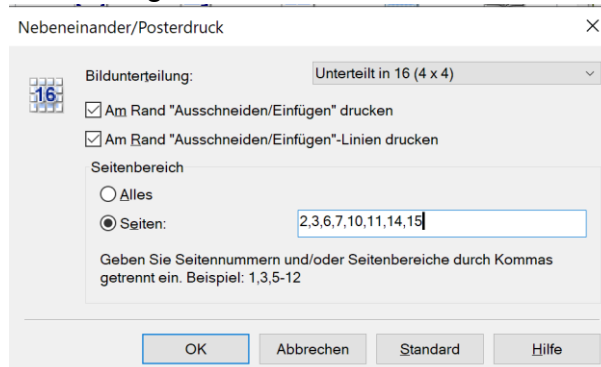 Nebeneinander/Posterdruck
Bildunterteilung:
Unterteilt in 16 (4 x 4)
16
Am Rand "Ausschneiden/Einfügen" drucken
Am Rand "Ausschneiden/Einfügen"-Linien drucken
Seitenbereich
Alles
Seiten:
2,3,6,7,10,11,14,15
Geben Sie Seitennummern und/oder Seitenbereiche durch Kommas
getrennt ein. Beispiel: 1,3,5-12
OK
Abbrechen
Standard
Hilfe